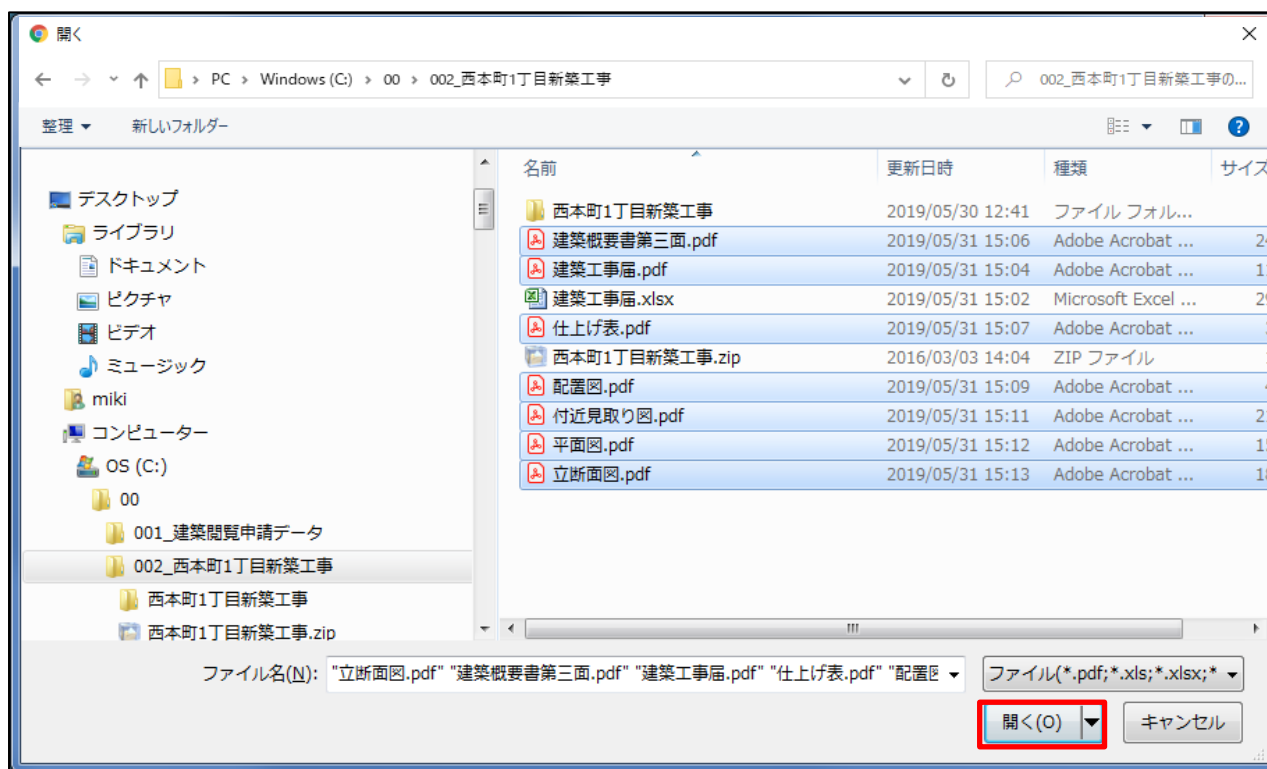 開く
PC › Windows (C:) › 00 › 002_西本町1丁目新築工事
002_西本町1丁目新築工事の...
整理
新しいフォルダー
名前 更新日時 種類 サイズ
デスクトップ
ライブラリ
ドキュメント
ピクチャ
ビデオ
ミュージック
miki
コンピューター
OS (C:)
00
001_建築閲覧申請データ
002_西本町1丁目新築工事
西本町1丁目新築工事
西本町1丁目新築工事.zip
西本町1丁目新築工事 2019/05/30 12:41 ファイル フォル...
建築概要書第三面.pdf 2019/05/31 15:06 Adobe Acrobat ...
建築工事届.pdf 2019/05/31 15:04 Adobe Acrobat ...
建築工事届.xlsx 2019/05/31 15:02 Microsoft Excel ...
仕上げ表.pdf 2019/05/31 15:07 Adobe Acrobat ...
西本町1丁目新築工事.zip 2016/03/03 14:04 ZIP ファイル
配置図.pdf 2019/05/31 15:09 Adobe Acrobat ...
付近見取り図.pdf 2019/05/31 15:11 Adobe Acrobat ...
平面図.pdf 2019/05/31 15:12 Adobe Acrobat ...
立断面図.pdf 2019/05/31 15:13 Adobe Acrobat ...
ファイル名(N): "立断面図.pdf" "建築概要書第三面.pdf" "建築工事届.pdf" "仕上げ表.pdf" "配置
ファイル(*.pdf;*.xls;*.xlsx;*
開く(O)
キャンセル